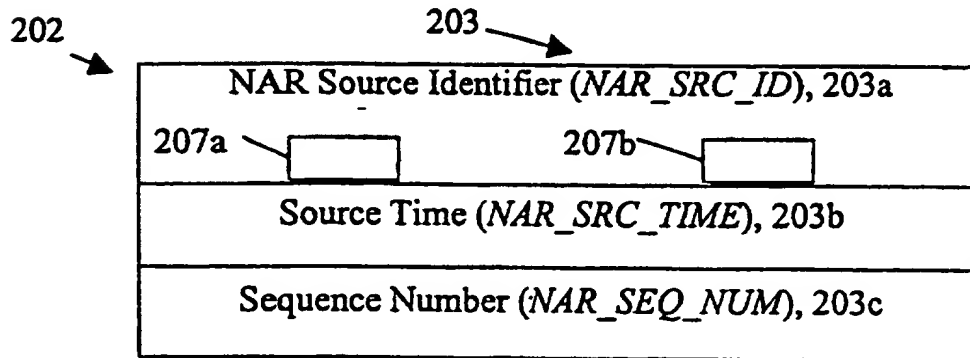 202
203
NAR Source Identifier (NAR_SRC_ID), 203a
207a
207b
Source Time (NAR_SRC_TIME), 203b
Sequence Number (NAR_SEQ_NUM), 203c